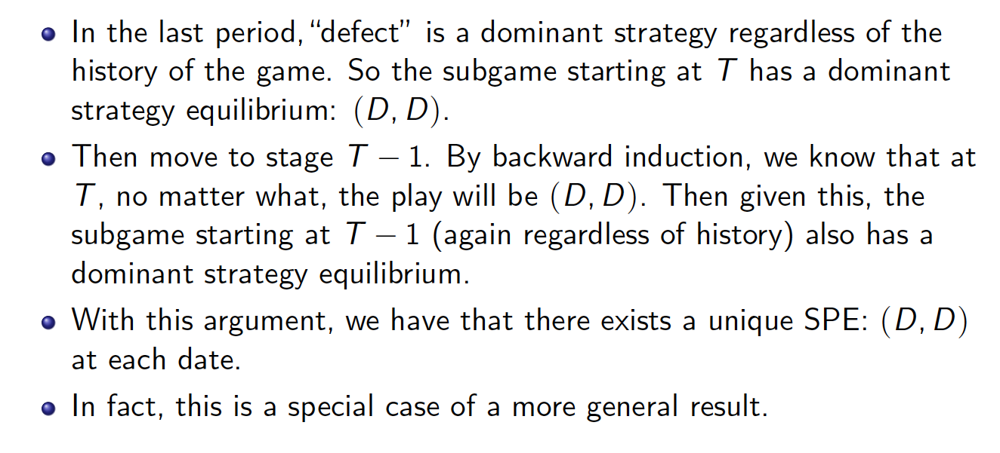 In the last period, “defect” is a dominant strategy regardless of the
history of the game. So the subgame starting at T has a dominant
strategy equilibrium: (D, D).
Then move to stage T − 1. By backward induction, we know that at
T, no matter what, the play will be (D, D). Then given this, the
subgame starting at T − 1 (again regardless of history) also has a
dominant strategy equilibrium.
With this argument, we have that there exists a unique SPE: (D, D)
at each date.
In fact, this is a special case of a more general result.